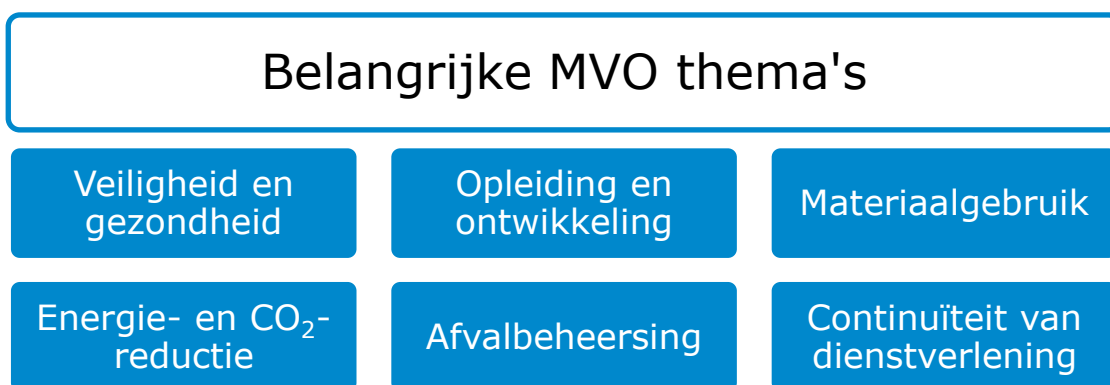 Belangrijke MVO thema's
Veiligheid en
gezondheid
Opleiding en
ontwikkeling
Materiaalgebruik
Energie- en CO₂-
reductie
Afvalbeheersing
Continuïteit van
dienstverlening